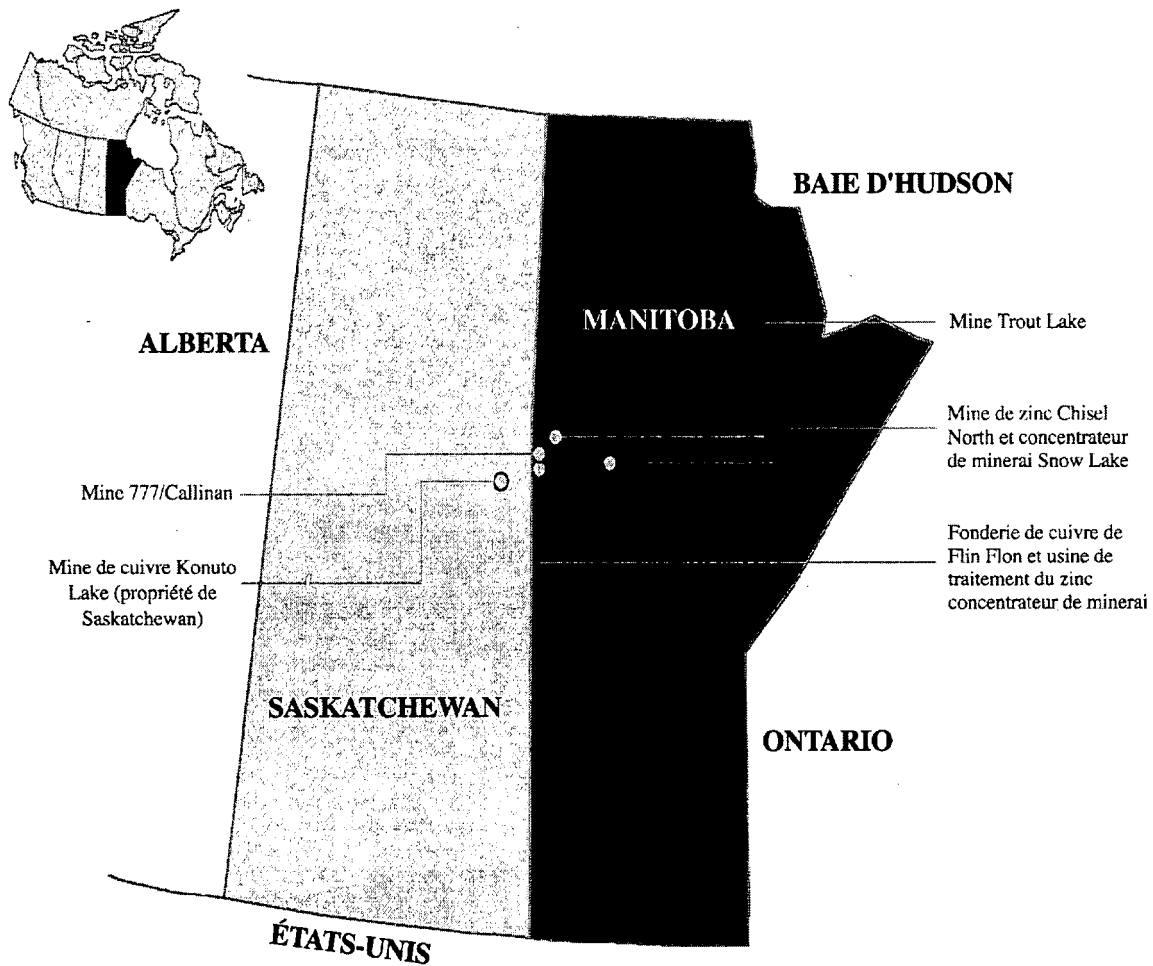 BAIE D'HUDSON
MANITOBA
Mine Trout Lake
ALBERTA
Mine de zinc Chisel
North et concentrateur
de minerai Snow Lake
Mine 777/Callinan
Fonderie de cuivre de
Flin Flon et usine de
traitement du zinc
concentrateur de minerai
Mine de cuivre Konuto
Lake (propriété de
Saskatchewan)
SASKATCHEWAN
ONTARIO
ÉTATS-UNIS